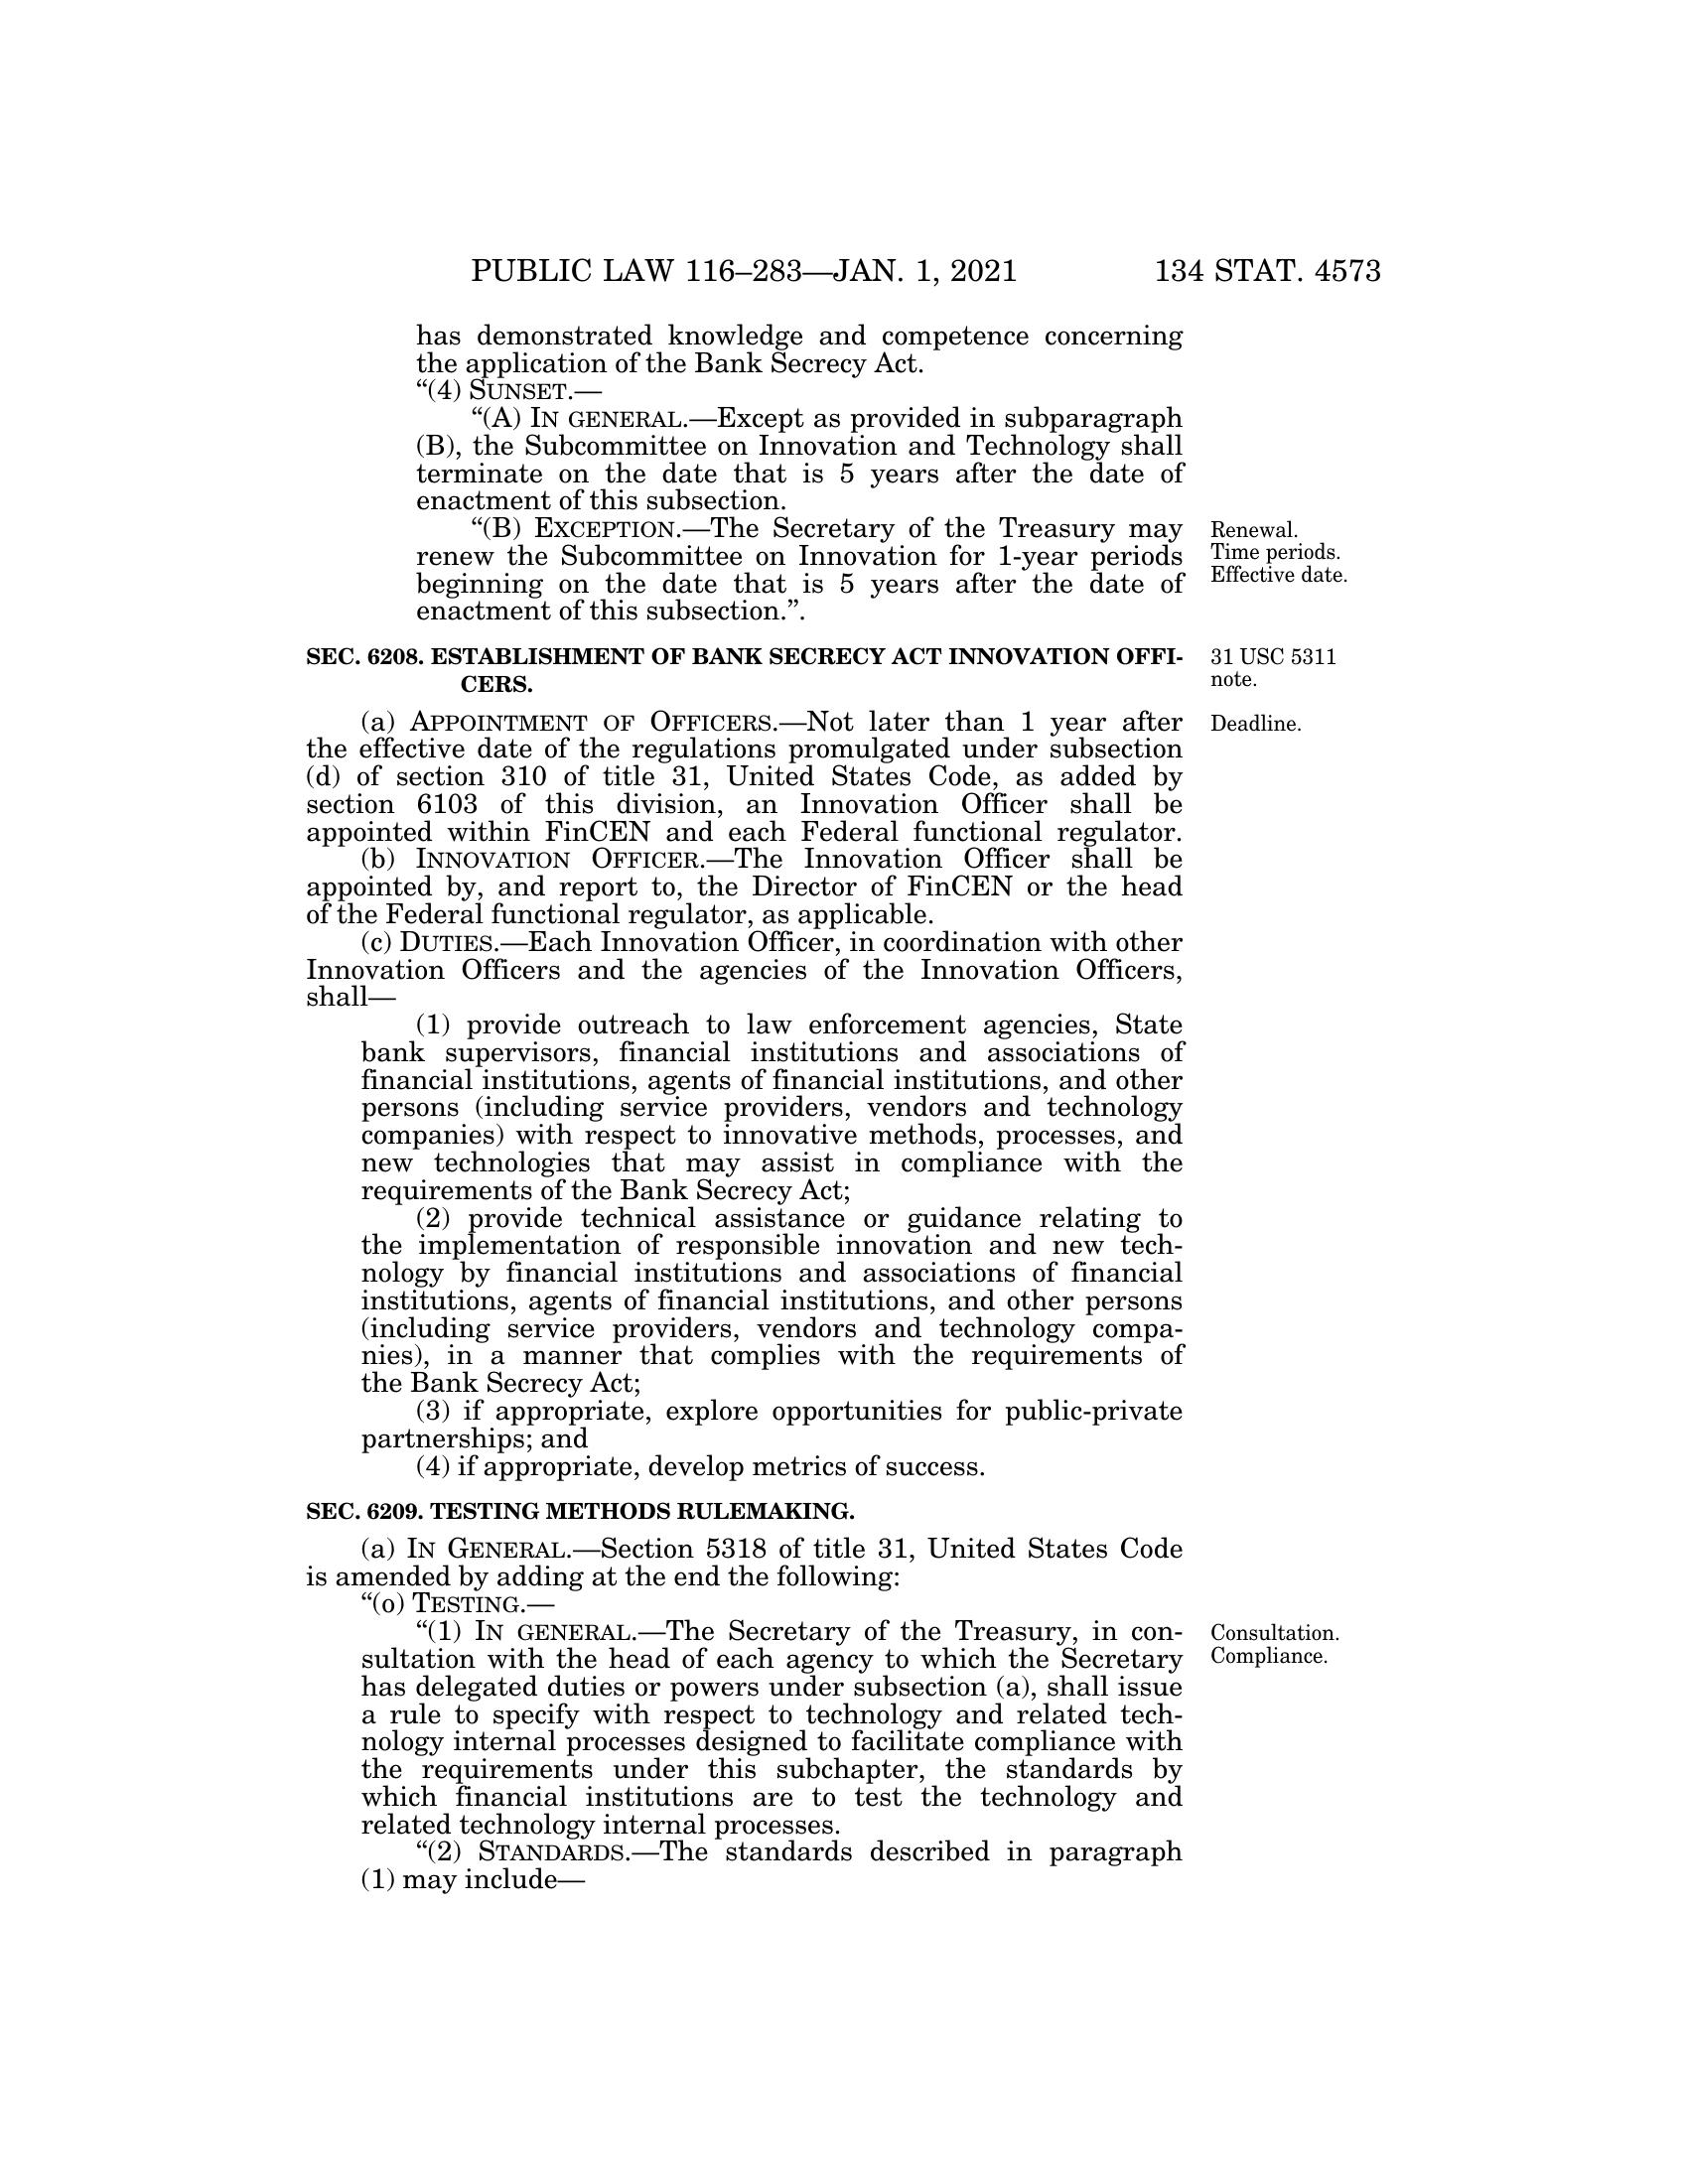 PUBLIC LAW 116–283—JAN. 1, 2021
134 STAT. 4573
has demonstrated knowledge and competence concerning
the application of the Bank Secrecy Act.
“(4) SUNSET.—
“(A) IN GENERAL.—Except as provided in subparagraph
(B), the Subcommittee on Innovation and Technology shall
terminate on the date that is 5 years after the date of
enactment of this subsection.
“(B) EXCEPTION.—The Secretary of the Treasury may
renew the Subcommittee on Innovation for 1-year periods
beginning on the date that is 5 years after the date of
enactment of this subsection.”.
Renewal.
Time periods.
Effective date.
SEC. 6208. ESTABLISHMENT OF BANK SECRECY ACT INNOVATION OFFI-
CERS.
31 USC 5311
note.
(a) APPOINTMENT OF OFFICERS.—Not later than 1 year after
the effective date of the regulations promulgated under subsection
(d) of section 310 of title 31, United States Code, as added by
section 6103 of this division, an Innovation Officer shall be
appointed within FinCEN and each Federal functional regulator.
Deadline.
(b) INNOVATION OFFICER.—The Innovation Officer shall be
appointed by, and report to, the Director of FinCEN or the head
of the Federal functional regulator, as applicable.
(c) DUTIES.—Each Innovation Officer, in coordination with other
Innovation Officers and the agencies of the Innovation Officers,
shall—
(1) provide outreach to law enforcement agencies, State
bank supervisors, financial institutions and associations of
financial institutions, agents of financial institutions, and other
persons (including service providers, vendors and technology
companies) with respect to innovative methods, processes, and
new technologies that may assist in compliance with the
requirements of the Bank Secrecy Act;
(2) provide technical assistance or guidance relating to
the implementation of responsible innovation and new tech-
nology by financial institutions and associations of financial
institutions, agents of financial institutions, and other persons
(including service providers, vendors and technology compa-
nies), in a manner that complies with the requirements of
the Bank Secrecy Act;
(3) if appropriate, explore opportunities for public-private
partnerships; and
(4) if appropriate, develop metrics of success.
SEC. 6209. TESTING METHODS RULEMAKING.
(a) IN GENERAL.—Section 5318 of title 31, United States Code
is amended by adding at the end the following:
“(o) TESTING.—
“(1) IN GENERAL.—The Secretary of the Treasury, in con-
sultation with the head of each agency to which the Secretary
has delegated duties or powers under subsection (a), shall issue
a rule to specify with respect to technology and related tech-
nology internal processes designed to facilitate compliance with
the requirements under this subchapter, the standards by
which financial institutions are to test the technology and
related technology internal processes.
Consultation.
Compliance.
“(2) STANDARDS.—The standards described in paragraph
(1) may include—